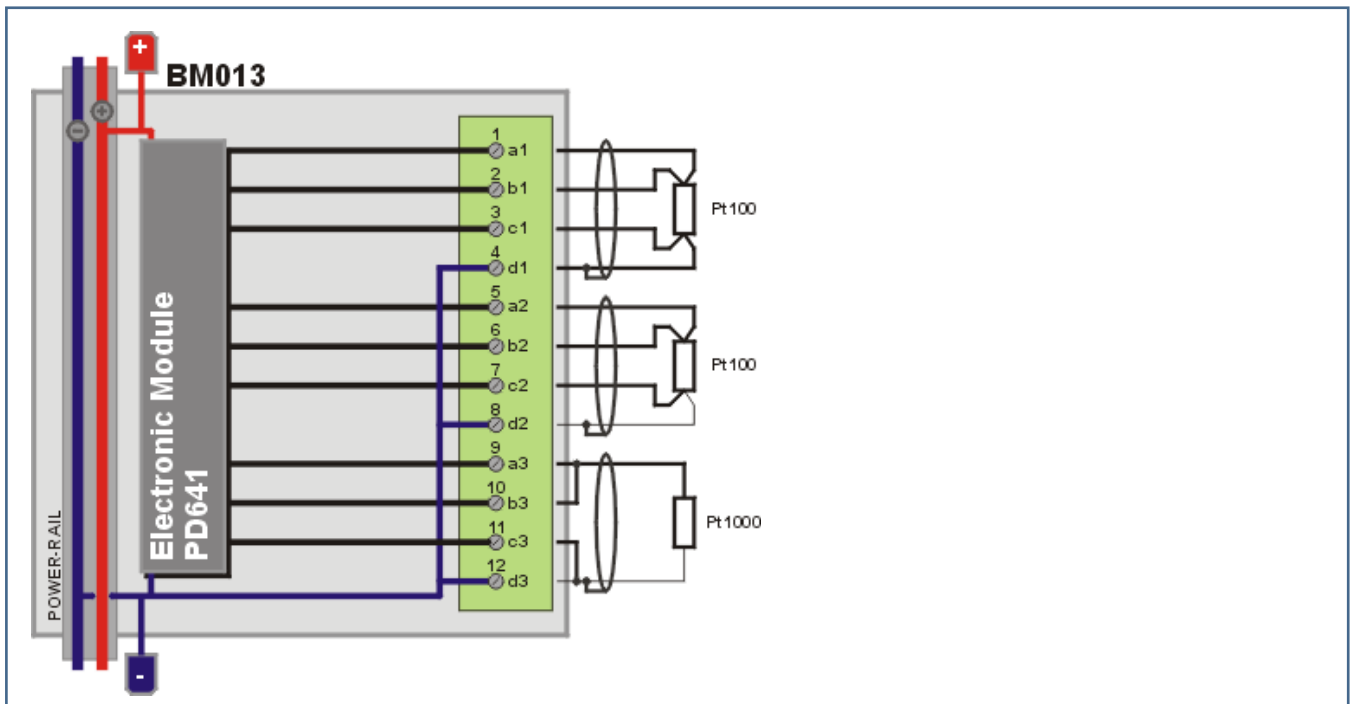 +
BM013
+
-
1
a1
2
b1
3
c1
4
d1
5
a2
6
b2
7
c2
8
d2
9
a3
10
b3
11
c3
12
d3
Pt100
Pt100
Pt1000
Electronic Module
PD641
POWER-RAIL
-